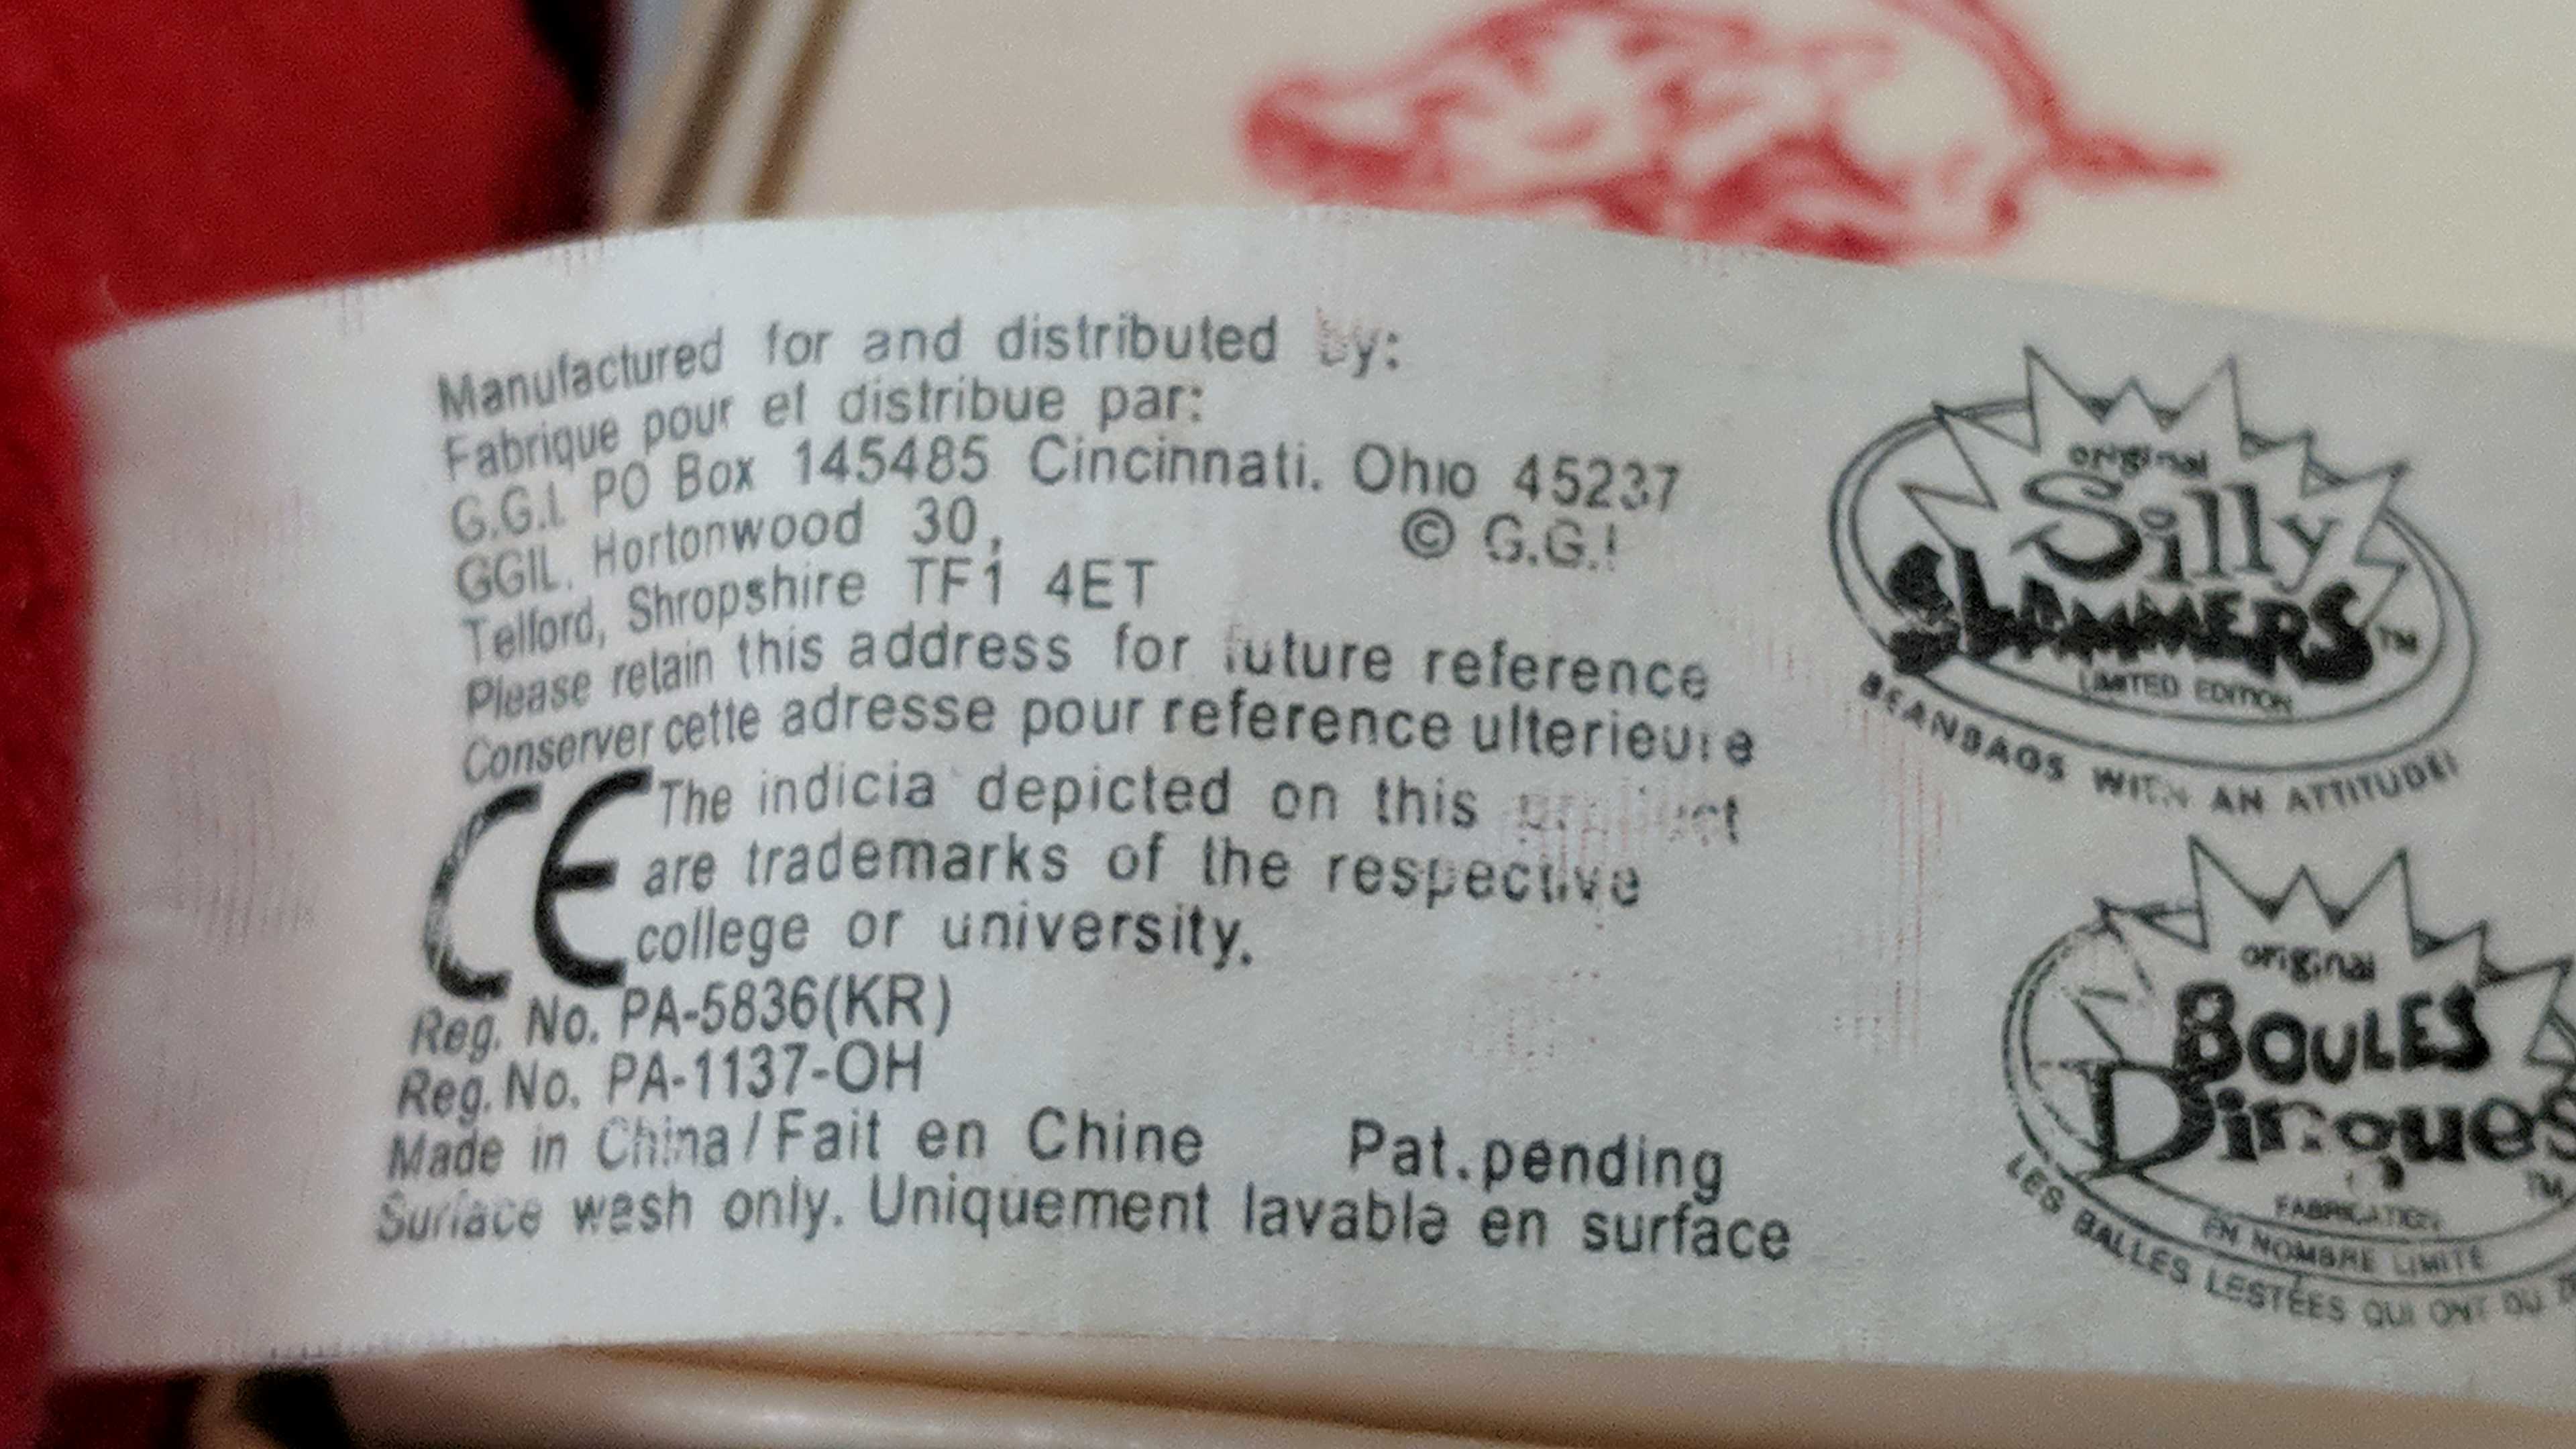 Manufactured for and distributed by:
Fabrique pour et distribue par:
G.G.I. PO Box 145485 Cincinnati. Ohio 45237
GGIL. Hortonwood 30,
© G.G.I
Telford, Shropshire TF1 4ET
Please retain this address for future reference
Conserver cette adresse pour reference ulterieure
CE
The indicia depicted on this product
are trademarks of the respective
college or university.
Reg. No. PA-5836(KR)
Reg. No. PA-1137-OH
Made in China/Fait en Chine Pat.pending
Surface wash only. Uniquement lavable en surface
original
Silly
SLAMMERS™
LIMITED EDITION
BEANBAGS WITH AN ATTITUDE!
original
BOULES
Dingues
TM
FABRICATION
EN NOMBRE LIMITE
LES BALLES LESTÉES QUI ONT DU